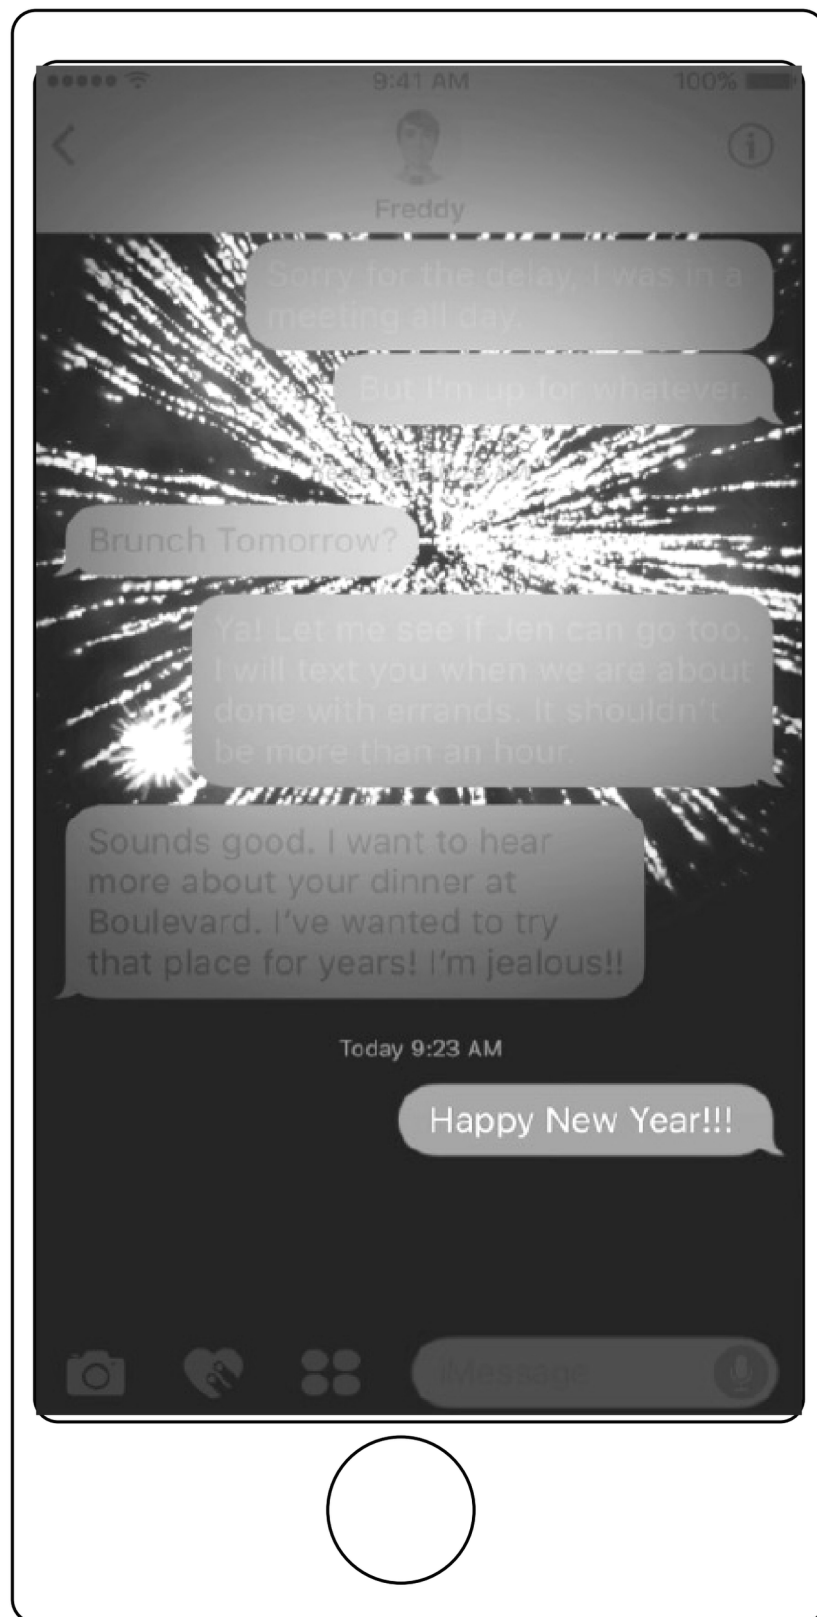 9:41 AM 100%
Freddy
Sorry for the delay, I was in a
meeting all day.
But I'm up for whatever.
Brunch Tomorrow?
Ya! Let me see if Jen can go too.
I will text you when we are about
done with errands. It shouldn't
be more than an hour.
Sounds good. I want to hear
more about your dinner at
Boulevard. I've wanted to try
that place for years! I'm jealous!!
Today 9:23 AM
Happy New Year!!!
iMessage